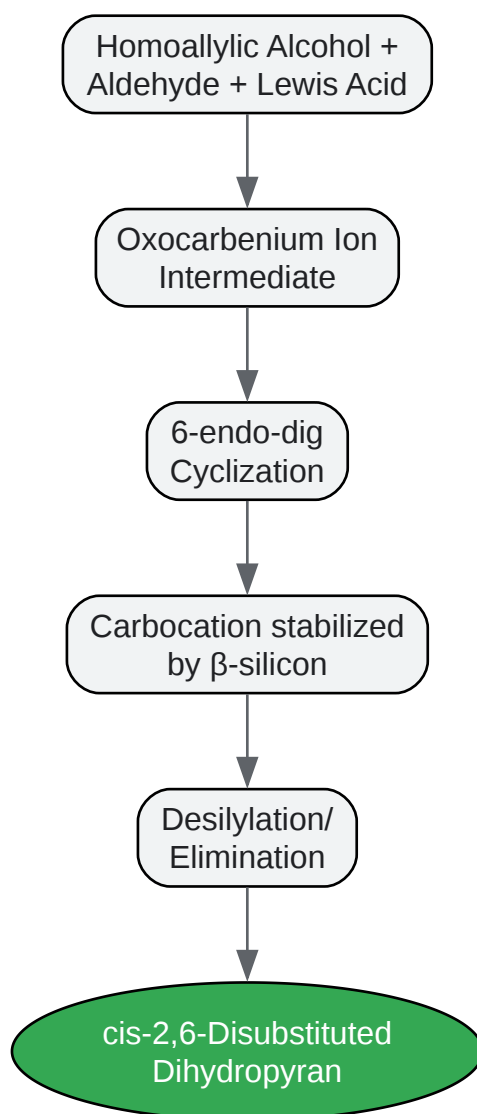 Homoallylic Alcohol +
Aldehyde + Lewis Acid
Oxocarbenium Ion
Intermediate
6-endo-dig
Cyclization
Carbocation stabilized
by β-silicon
Desilylation/
Elimination
cis-2,6-Disubstituted
Dihydropyran